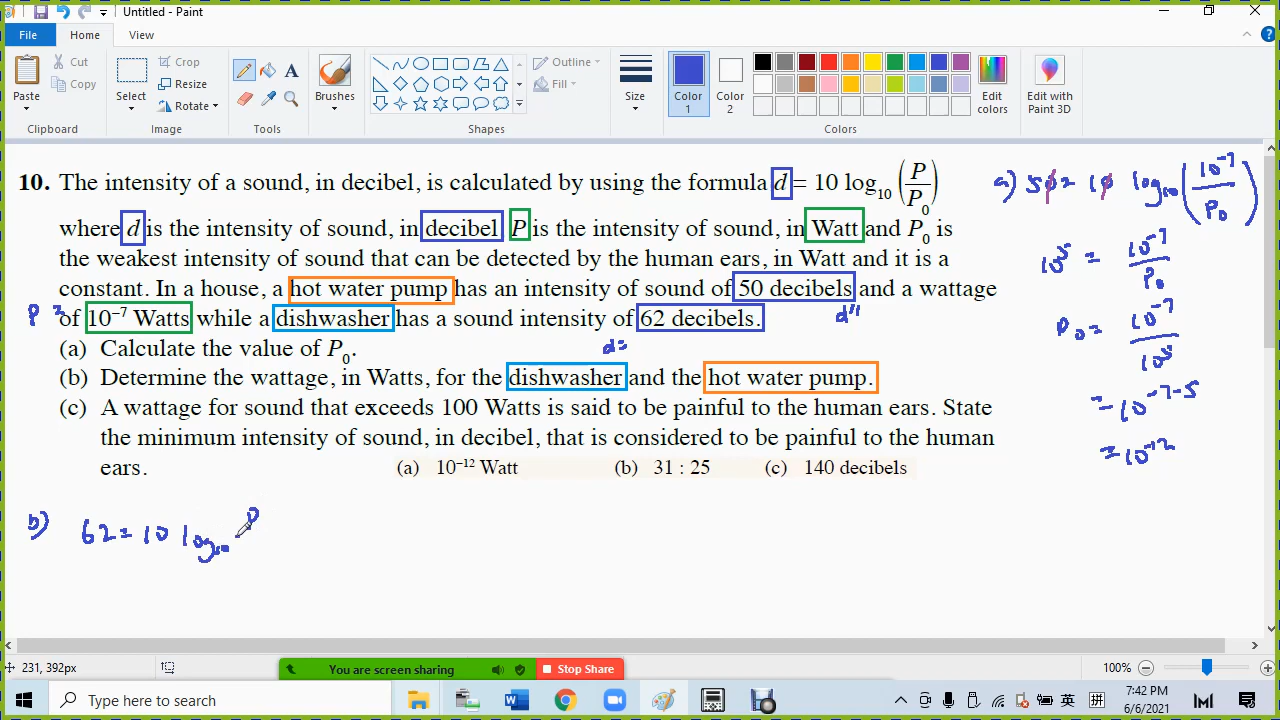 Untitled - Paint
File Home View
Paste Cut Copy Clipboard
Select Crop Resize Rotate Image
Tools
Brushes
Outline Fill Shapes
Size
Color 1 Color 2 Edit colors Colors
Edit with Paint 3D
10. The intensity of a sound, in decibel, is calculated by using the formula d = 10 log₁₀ (P/P₀)
where d is the intensity of sound, in decibel P is the intensity of sound, in Watt and P₀ is
the weakest intensity of sound that can be detected by the human ears, in Watt and it is a
constant. In a house, a hot water pump has an intensity of sound of 50 decibels and a wattage
P =
of 10⁻⁷ Watts while a dishwasher has a sound intensity of 62 decibels.
d=
(a) Calculate the value of P₀.
(b) Determine the wattage, in Watts, for the dishwasher and the hot water pump.
(c) A wattage for sound that exceeds 100 Watts is said to be painful to the human ears. State
the minimum intensity of sound, in decibel, that is considered to be painful to the human
ears.
(a) 10⁻¹² Watt (b) 31 : 25 (c) 140 decibels
a) 50 = 10 log₁₀ (10⁻⁷/P₀)
10⁵ = 10⁻⁷/P₀
P₀ = 10⁻⁷/10⁵
= 10⁻⁷⁻⁵
= 10⁻¹²
b) 62 = 10 log₁₀ P
231, 392px
100%
You are screen sharing Stop Share
Type here to search
英 拼
7:42 PM
6/6/2021